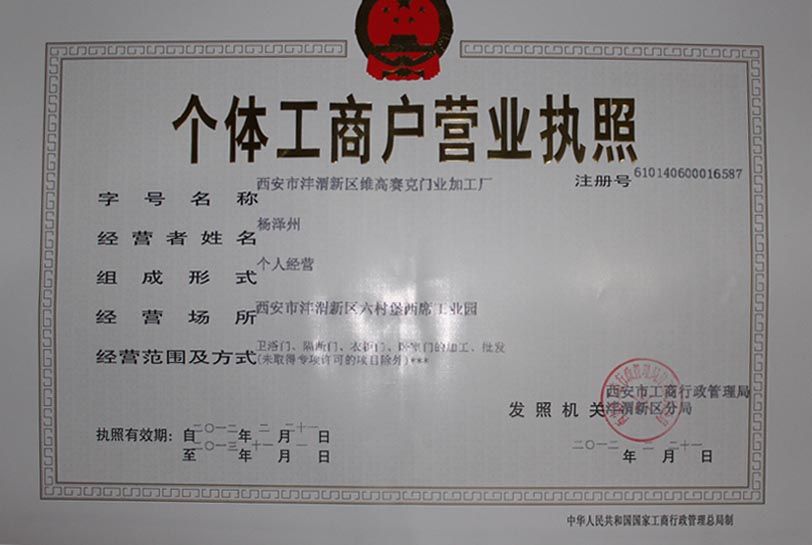 个体工商户营业执照
注册号 610140600016587
字号名称 西安市沣渭新区维高赛克门业加工厂
经营者姓名 杨泽州
组成形式 个人经营
经营场所 西安市沣渭新区六村堡西席工业园
经营范围及方式 卫浴门、隔断门、衣柜门、卧室门的加工、批发
(未取得专项许可的项目除外)***
发照机关 西安市工商行政管理局
沣渭新区分局
执照有效期: 自二〇一二年二月二十一日
至二〇一三年十一月一日
二〇一二年二月二十一日
中华人民共和国国家工商行政管理总局制